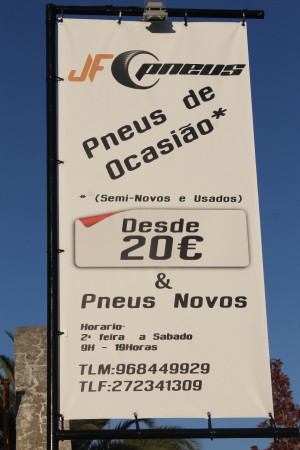 JF pneus
Pneus de
Ocasião*
* (Semi-Novos e Usados)
Desde
20€
&
Pneus Novos
Horario-
2ª feira a Sabado
9H - 19Horas
TLM:968449929
TLF:272341309